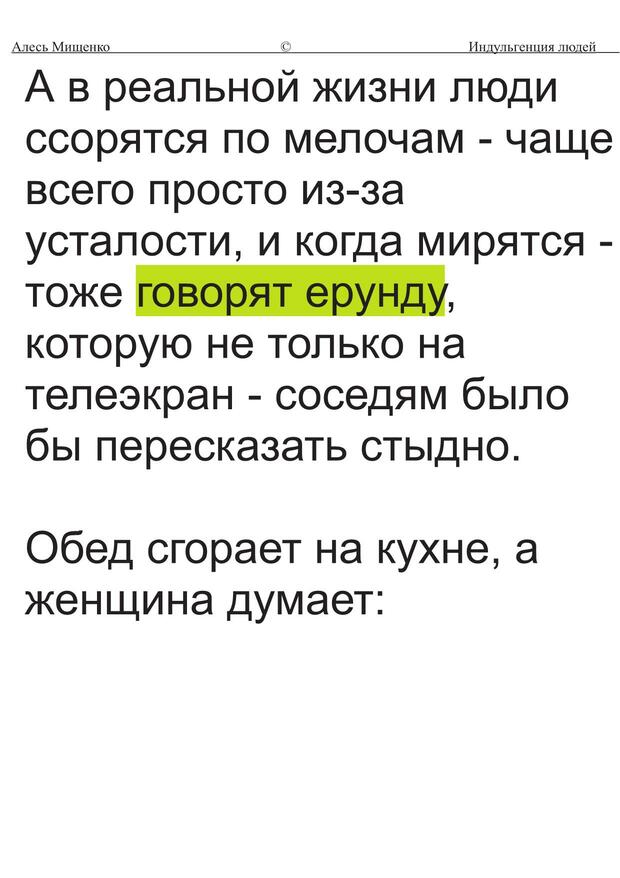 Алесь Мищенко © Индульгенция людей
А в реальной жизни люди
ссорятся по мелочам - чаще
всего просто из-за
усталости, и когда мирятся -
тоже говорят ерунду,
которую не только на
телеэкран - соседям было
бы пересказать стыдно.
Обед сгорает на кухне, а
женщина думает: